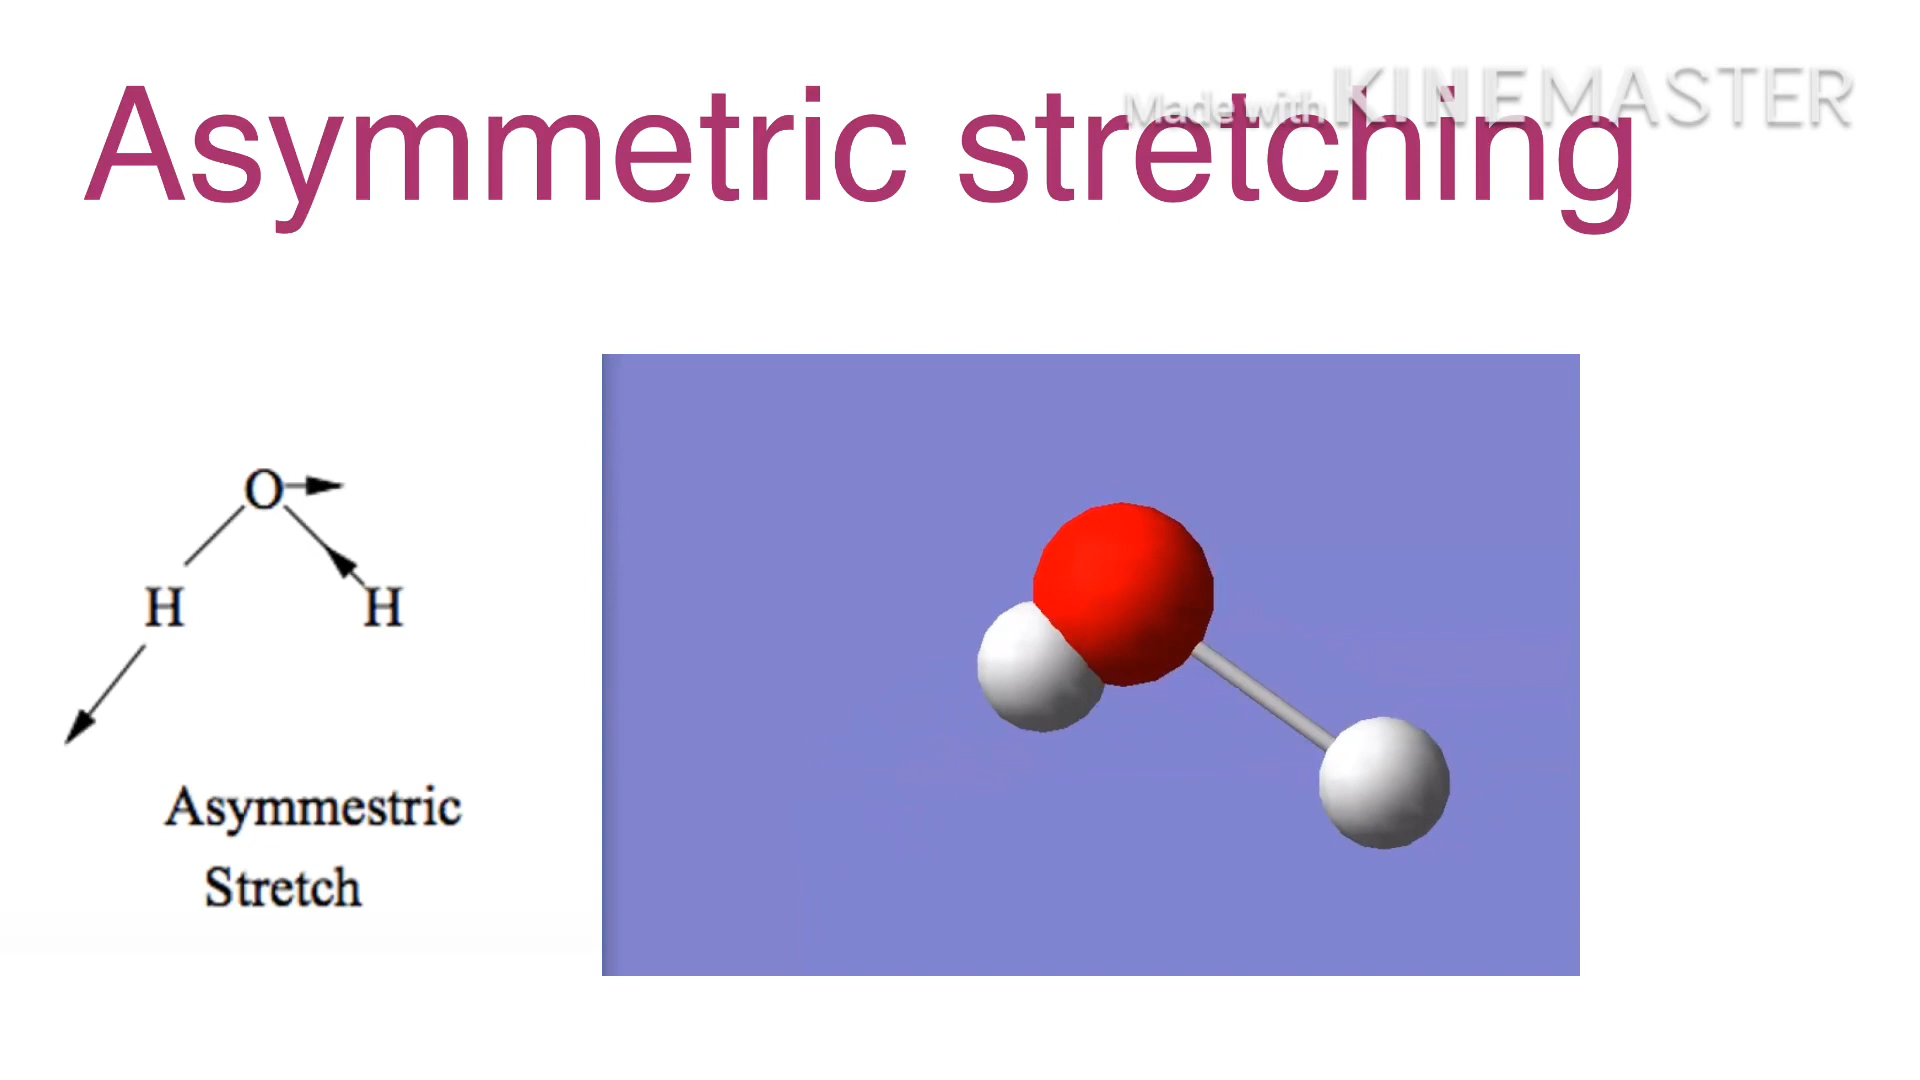 Made with KINEMASTER
Asymmetric stretching
O
H H
Asymmestric
Stretch